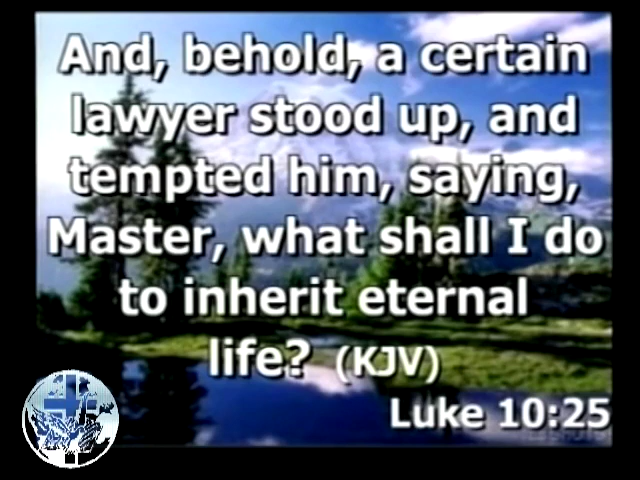 And, behold, a certain
lawyer stood up, and
tempted him, saying,
Master, what shall I do
to inherit eternal
life? (KJV)
Luke 10:25